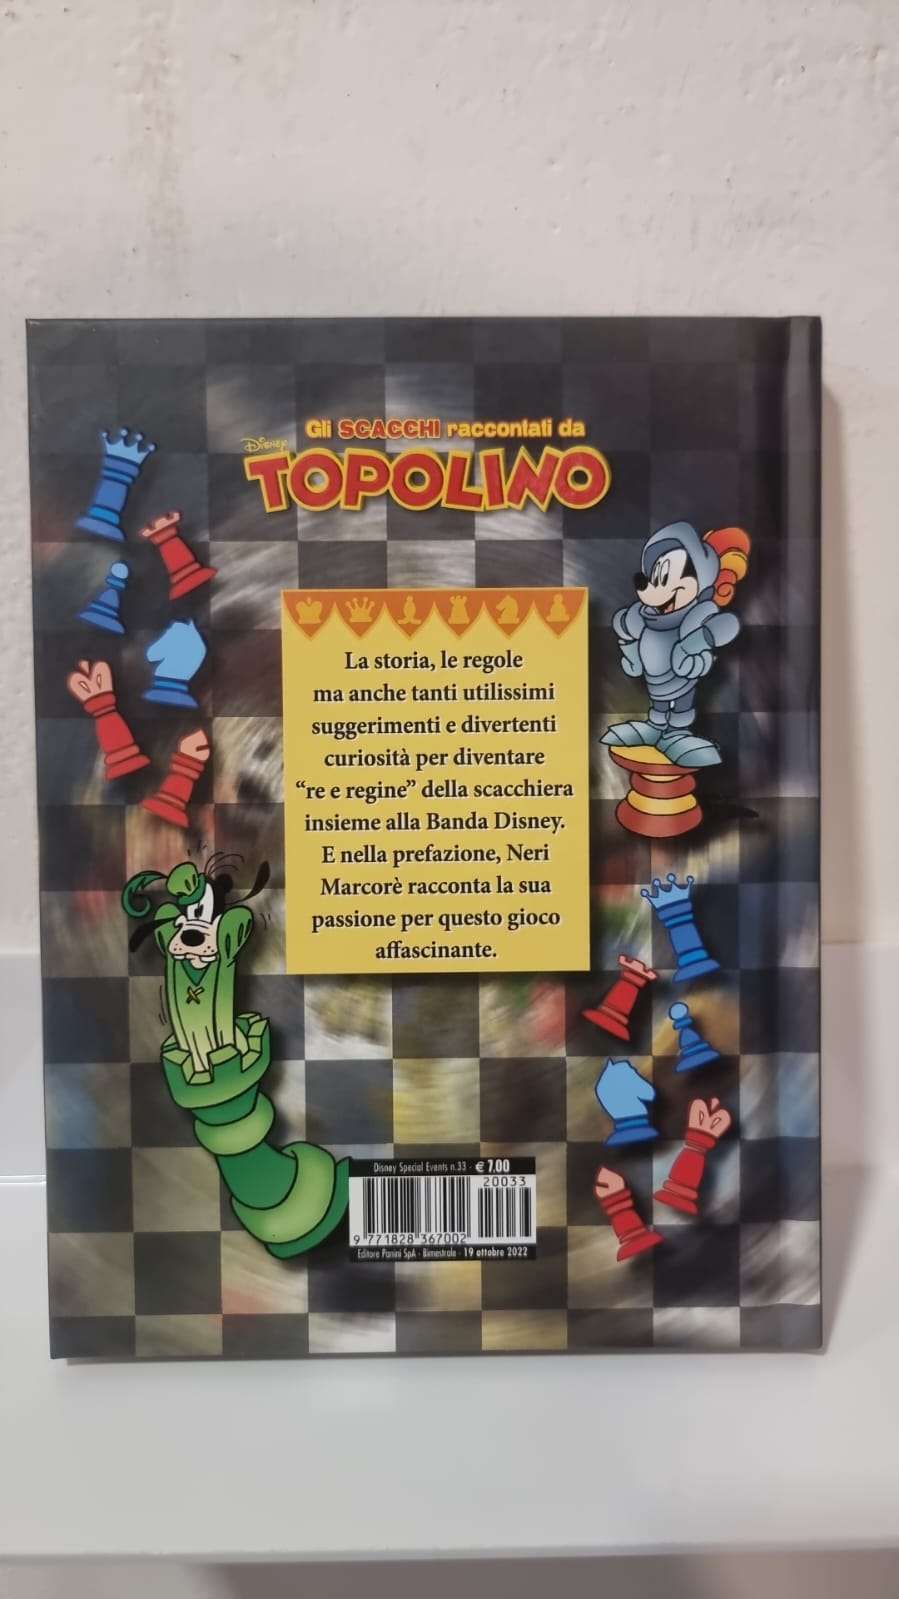 Gli SCACCHI raccontati da
Disney
TOPOLINO
La storia, le regole
ma anche tanti utilissimi
suggerimenti e divertenti
curiosità per diventare
“re e regine” della scacchiera
insieme alla Banda Disney.
E nella prefazione, Neri
Marcorè racconta la sua
passione per questo gioco
affascinante.
Disney Special Events n.33 - € 7.00
20033
9 771828 367002
Editore Panini SpA - Bimestrale - 19 ottobre 2022